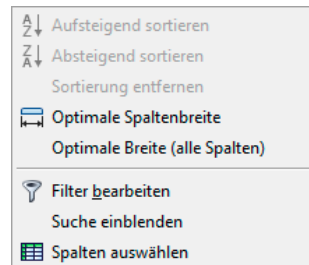 Aufsteigend sortieren
Absteigend sortieren
Sortierung entfernen
Optimale Spaltenbreite
Optimale Breite (alle Spalten)
Filter bearbeiten
Suche einblenden
Spalten auswählen